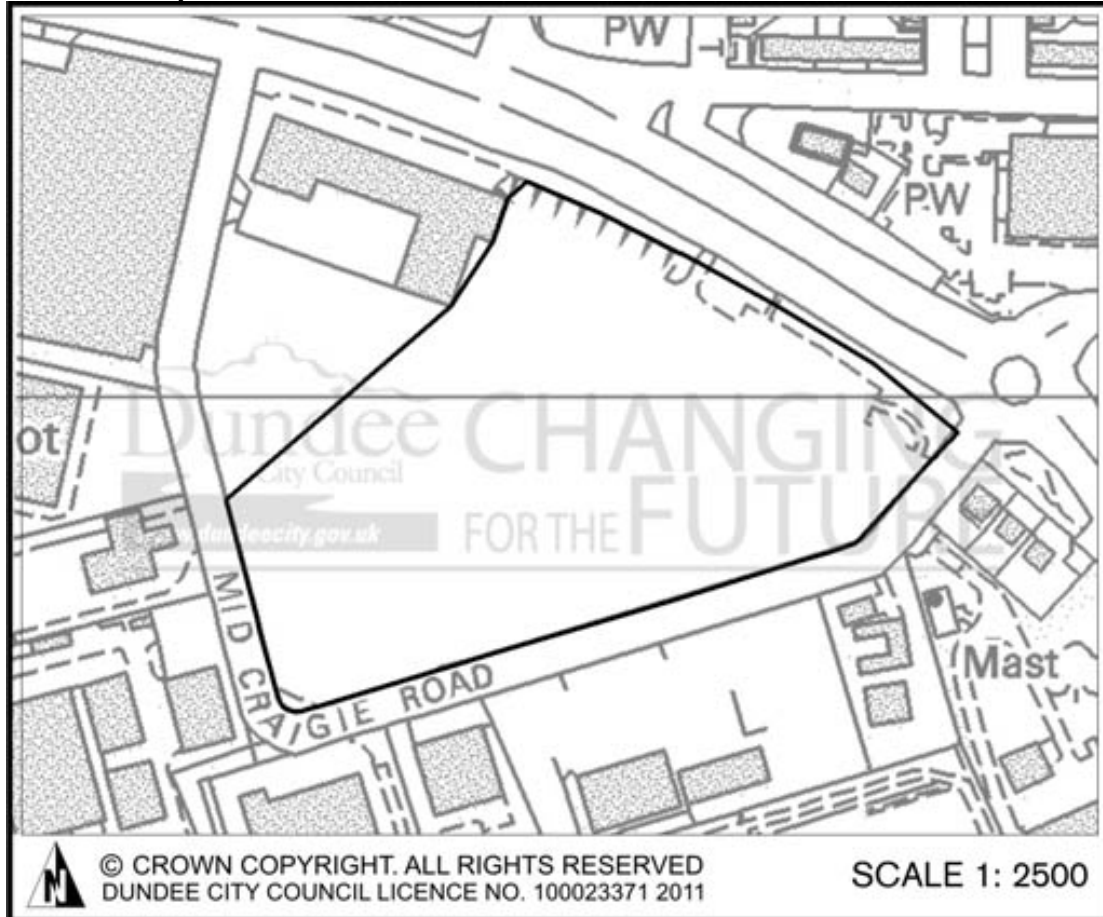 PW
PW
Dundee
City Council
CHANGING
FOR THE FUTURE
www.dundeecity.gov.uk
ot
MID CRAIGIE ROAD
Mast
L
N
© CROWN COPYRIGHT. ALL RIGHTS RESERVED
DUNDEE CITY COUNCIL LICENCE NO. 100023371 2011
SCALE 1: 2500